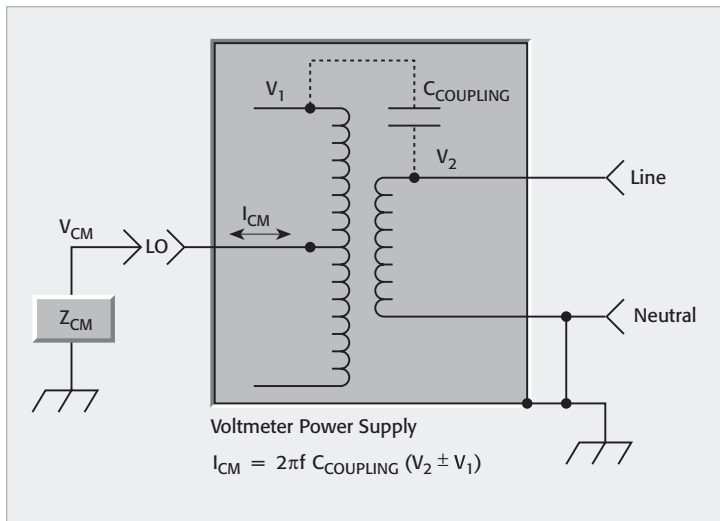 V1
CCOUPLING
V2
Line
ICM
VCM
LO
ZCM
Neutral
Voltmeter Power Supply
ICM = 2πf CCOUPLING (V2 ± V1)